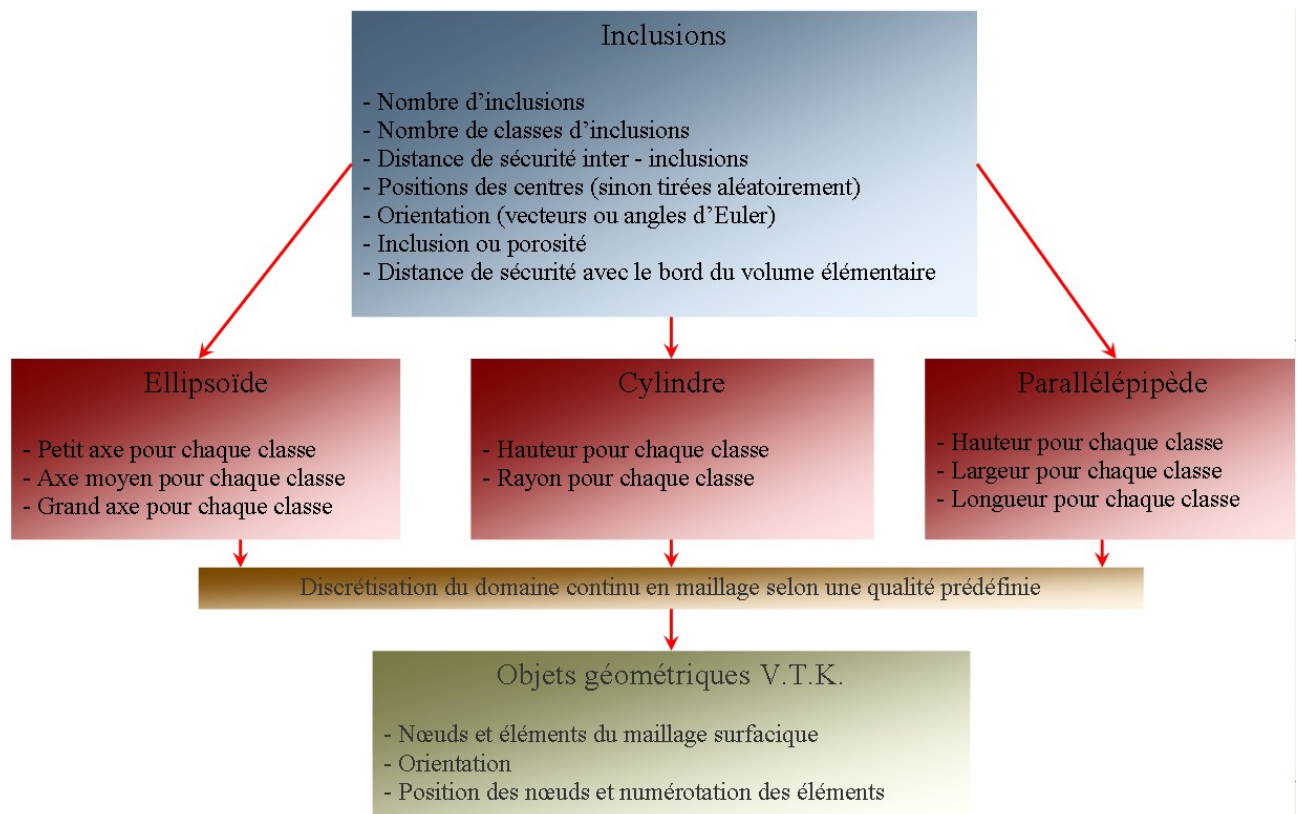 Inclusions
- Nombre d'inclusions
- Nombre de classes d'inclusions
- Distance de sécurité inter - inclusions
- Positions des centres (sinon tirées aléatoirement)
- Orientation (vecteurs ou angles d'Euler)
- Inclusion ou porosité
- Distance de sécurité avec le bord du volume élémentaire
Ellipsoïde
- Petit axe pour chaque classe
- Axe moyen pour chaque classe
- Grand axe pour chaque classe
Cylindre
- Hauteur pour chaque classe
- Rayon pour chaque classe
Parallélépipède
- Hauteur pour chaque classe
- Largeur pour chaque classe
- Longueur pour chaque classe
Discrétisation du domaine continu en maillage selon une qualité prédéfinie
Objets géométriques V.T.K.
- Nœuds et éléments du maillage surfacique
- Orientation
- Position des nœuds et numérotation des éléments